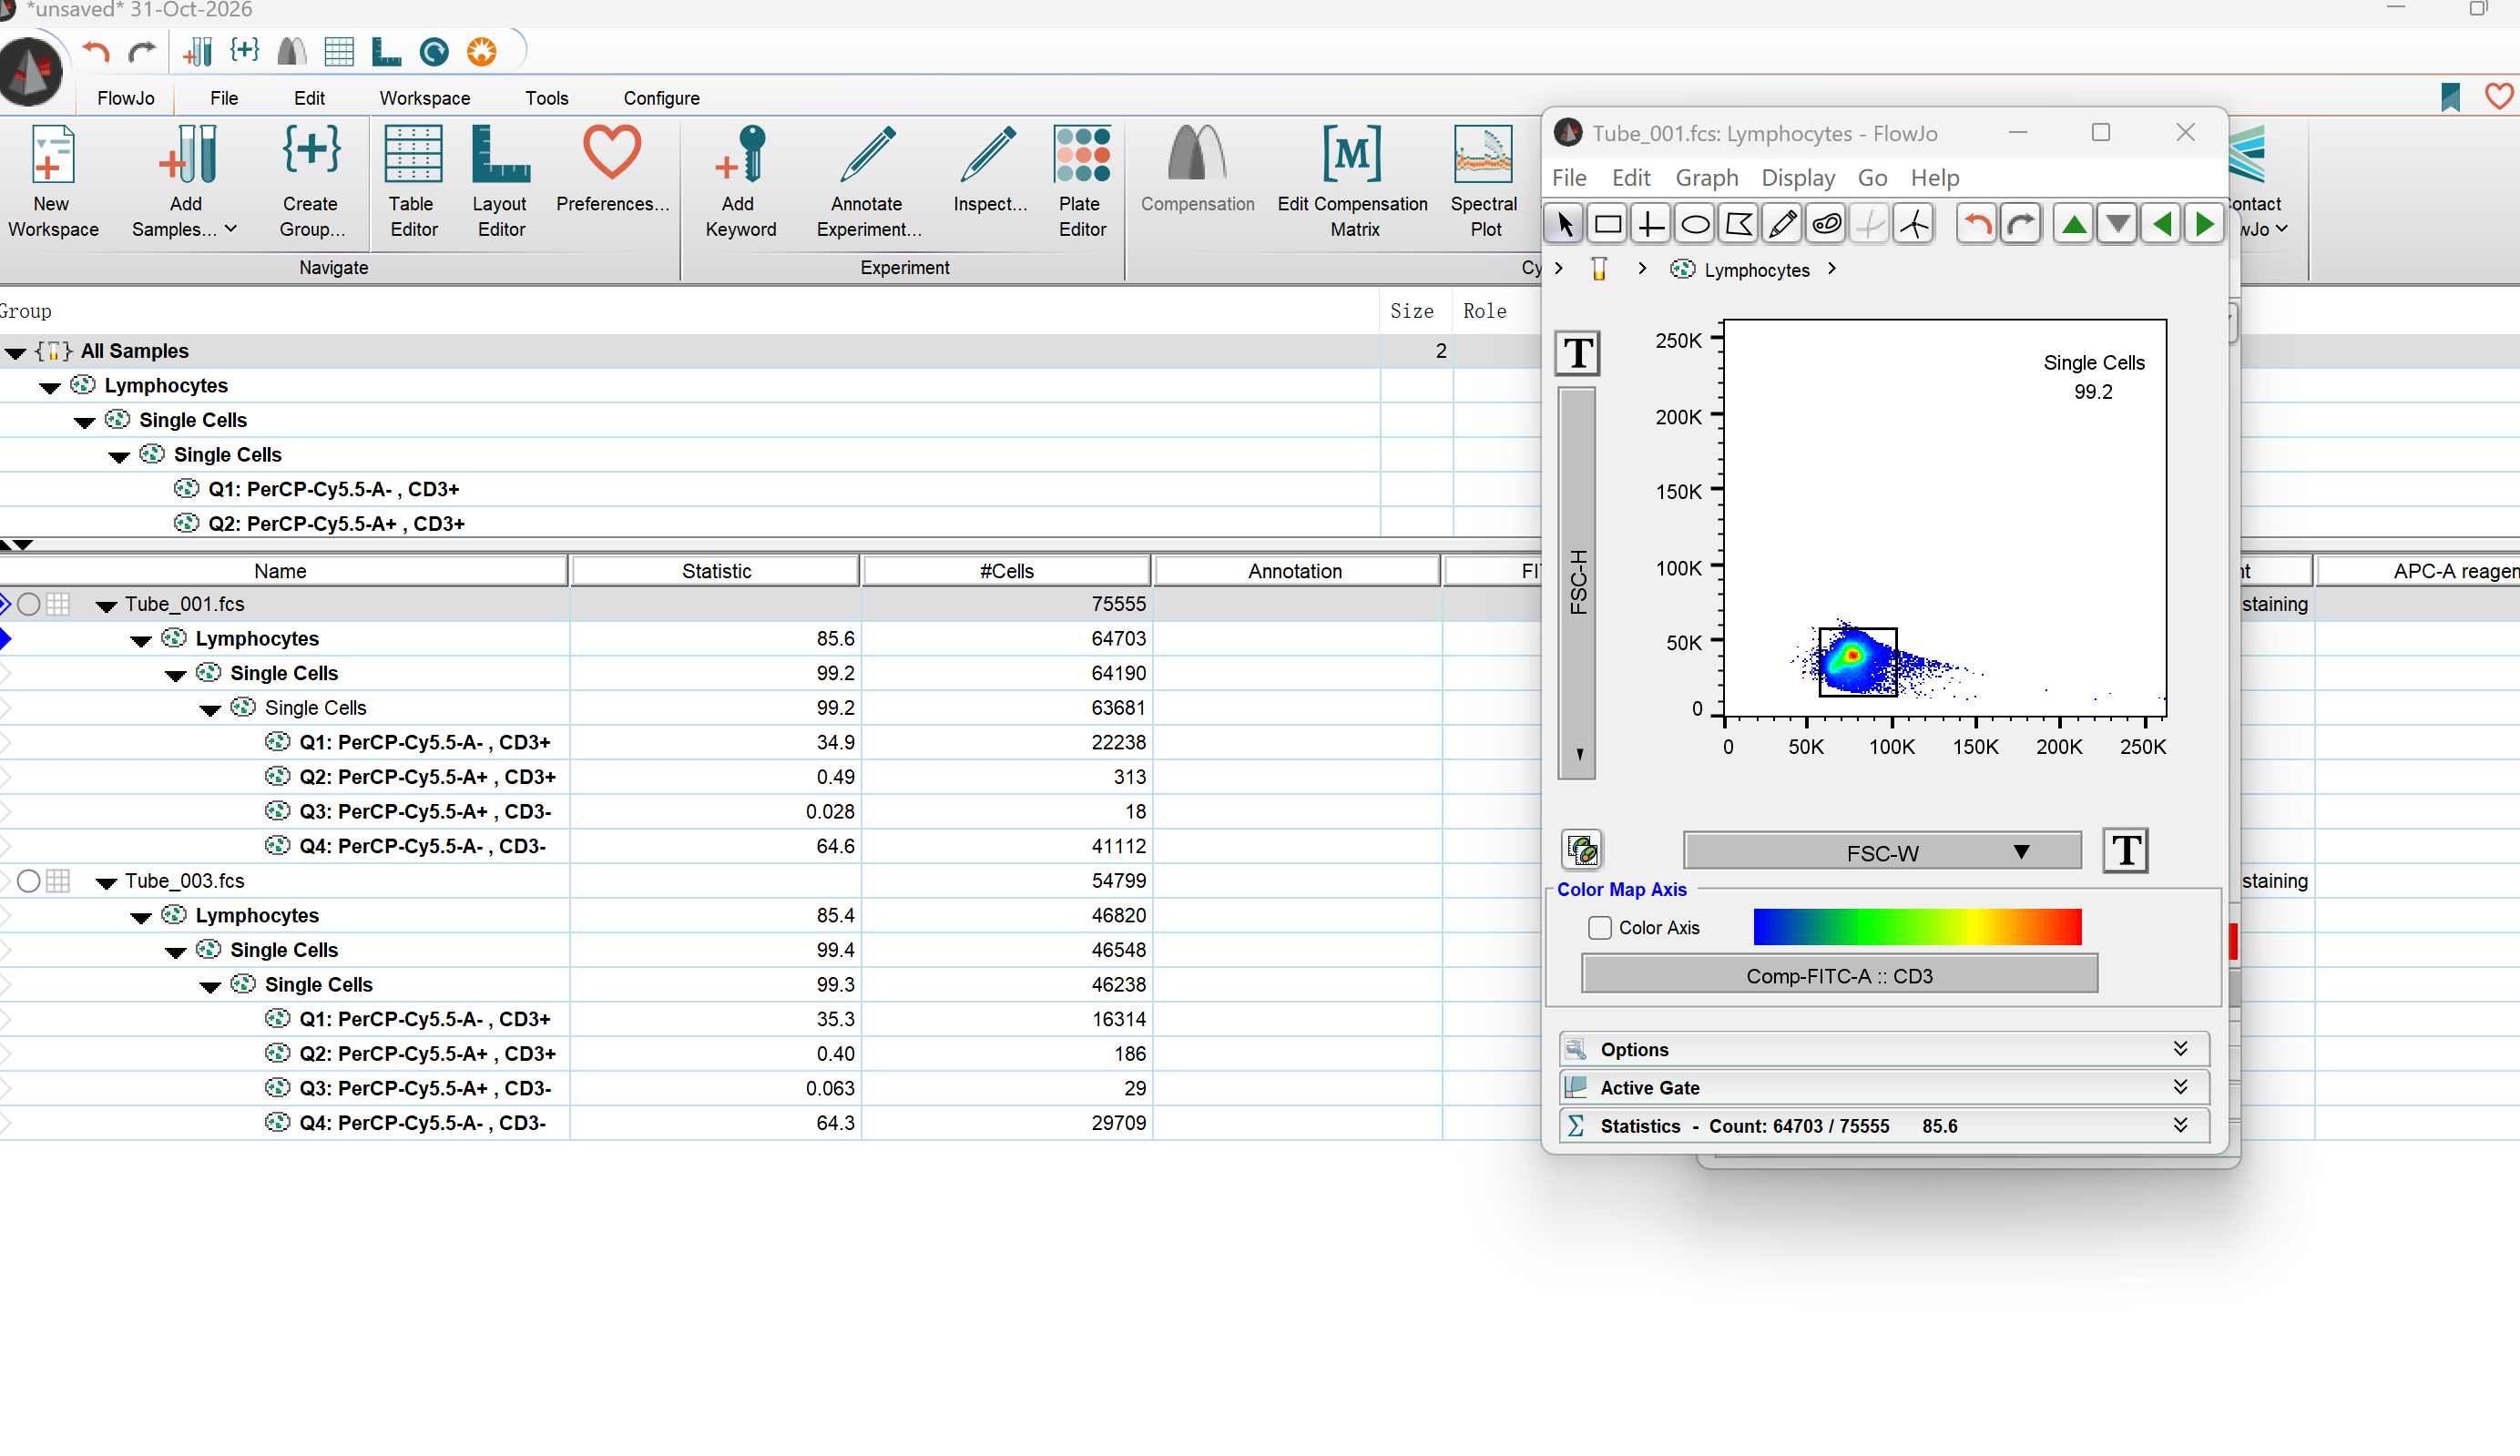 *unsaved* 31-Oct-2026
FlowJo File Edit Workspace Tools Configure
New Workspace
Add Samples...
Create Group...
Table Editor
Layout Editor
Preferences...
Add Keyword
Annotate Experiment...
Inspect...
Plate Editor
Compensation
Edit Compensation Matrix
Spectral Plot
Navigate
Experiment
Group Size Role
All Samples 2
Lymphocytes
Single Cells
Single Cells
Q1: PerCP-Cy5.5-A- , CD3+
Q2: PerCP-Cy5.5-A+ , CD3+
Name Statistic #Cells Annotation
APC-A
Tube_001.fcs 75555 staining
Lymphocytes 85.6 64703
Single Cells 99.2 64190
Single Cells 99.2 63681
Q1: PerCP-Cy5.5-A- , CD3+ 34.9 22238
Q2: PerCP-Cy5.5-A+ , CD3+ 0.49 313
Q3: PerCP-Cy5.5-A+ , CD3- 0.028 18
Q4: PerCP-Cy5.5-A- , CD3- 64.6 41112
Tube_003.fcs 54799 staining
Lymphocytes 85.4 46820
Single Cells 99.4 46548
Single Cells 99.3 46238
Q1: PerCP-Cy5.5-A- , CD3+ 35.3 16314
Q2: PerCP-Cy5.5-A+ , CD3+ 0.40 186
Q3: PerCP-Cy5.5-A+ , CD3- 0.063 29
Q4: PerCP-Cy5.5-A- , CD3- 64.3 29709
Tube_001.fcs: Lymphocytes - FlowJo
File Edit Graph Display Go Help
Lymphocytes
T
250K
200K
150K
100K
50K
0
FSC-H
Single Cells
99.2
0 50K 100K 150K 200K 250K
FSC-W
T
Color Map Axis
Color Axis
Comp-FITC-A :: CD3
Options
Active Gate
Statistics - Count: 64703 / 75555 85.6